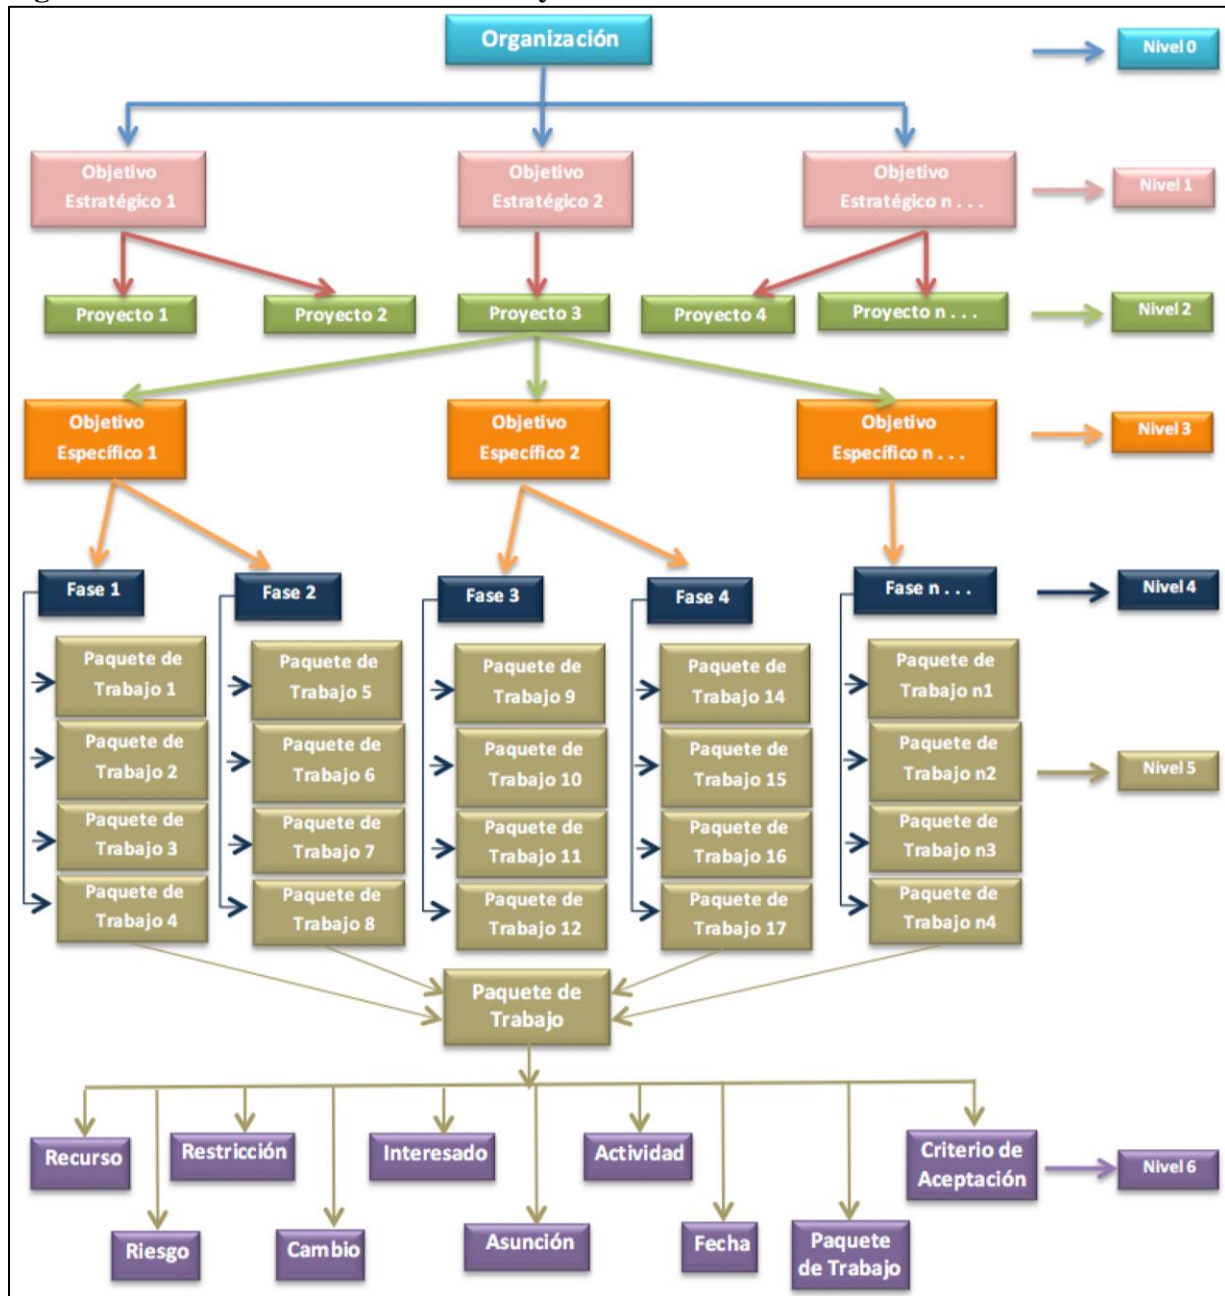 Organización
Nivel 0
Objetivo
Estratégico 1
Objetivo
Estratégico 2
Objetivo
Estratégico n . . .
Nivel 1
Proyecto 1
Proyecto 2
Proyecto 3
Proyecto 4
Proyecto n . . .
Nivel 2
Objetivo
Específico 1
Objetivo
Específico 2
Objetivo
Específico n . . .
Nivel 3
Fase 1
Fase 2
Fase 3
Fase 4
Fase n . . .
Nivel 4
Paquete de
Trabajo 1
Paquete de
Trabajo 5
Paquete de
Trabajo 9
Paquete de
Trabajo 14
Paquete de
Trabajo n1
Paquete de
Trabajo 2
Paquete de
Trabajo 6
Paquete de
Trabajo 10
Paquete de
Trabajo 15
Paquete de
Trabajo n2
Nivel 5
Paquete de
Trabajo 3
Paquete de
Trabajo 7
Paquete de
Trabajo 11
Paquete de
Trabajo 16
Paquete de
Trabajo n3
Paquete de
Trabajo 4
Paquete de
Trabajo 8
Paquete de
Trabajo 12
Paquete de
Trabajo 17
Paquete de
Trabajo n4
Paquete de
Trabajo
Recurso
Restricción
Interesado
Actividad
Criterio de
Aceptación
Nivel 6
Riesgo
Cambio
Asunción
Fecha
Paquete
de Trabajo